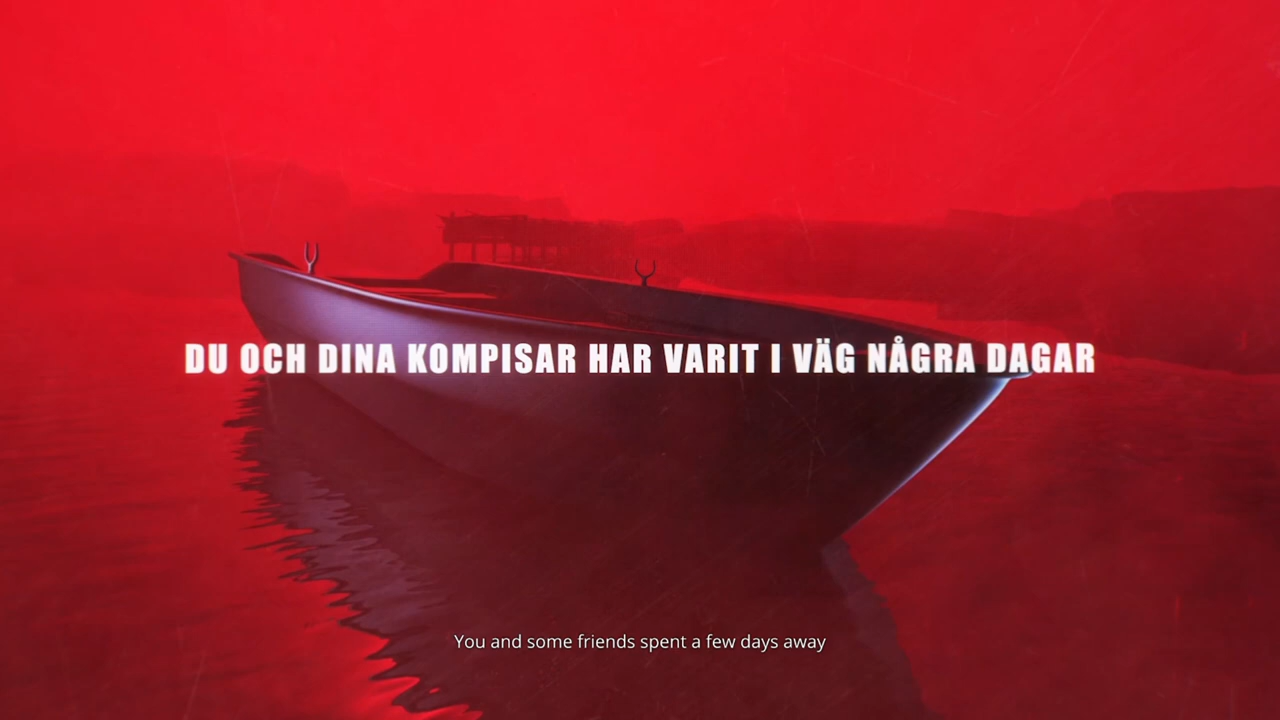 DU OCH DINA KOMPISAR HAR VARIT I VÄG NÅGRA DAGAR
You and some friends spent a few days away